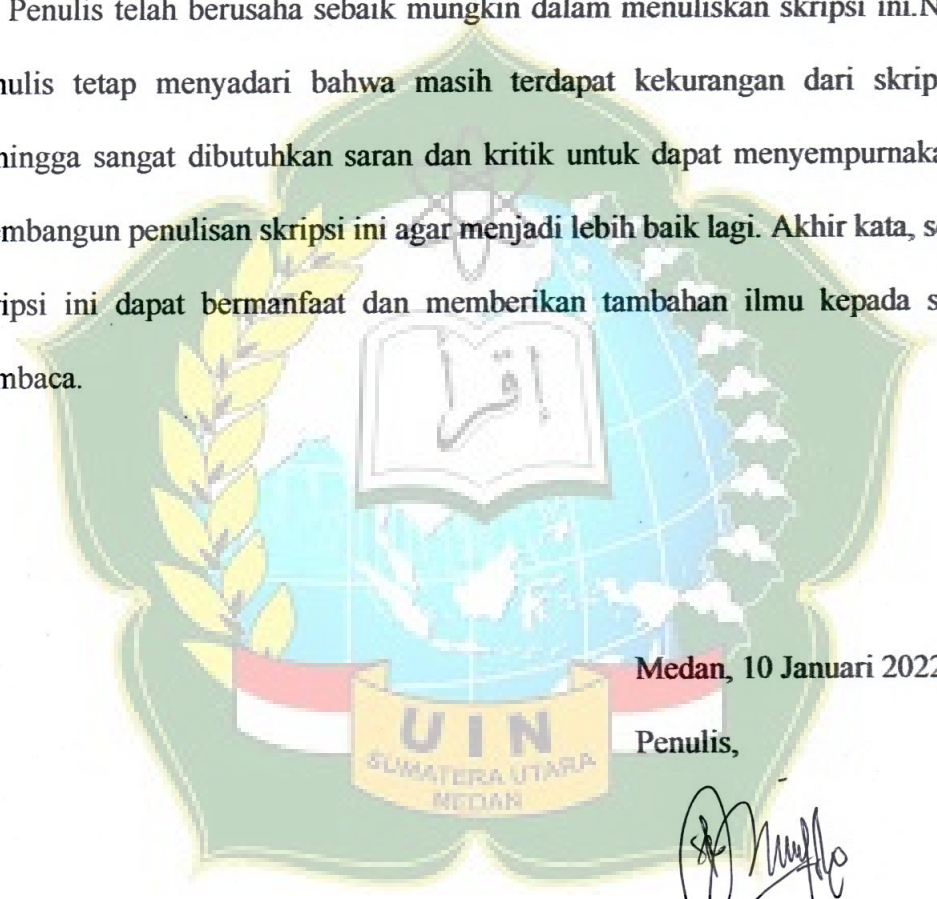 Penulis telah berusaha sebaik mungkin dalam menuliskan skripsi ini.N
nulis tetap menyadari bahwa masih terdapat kekurangan dari skrip
hingga sangat dibutuhkan saran dan kritik untuk dapat menyempurnaka
embangun penulisan skripsi ini agar menjadi lebih baik lagi. Akhir kata, s
ripsi ini dapat bermanfaat dan memberikan tambahan ilmu kepada s
mbaca.
إقرأ
Medan, 10 Januari 2022
Penulis,
UIN
SUMATERA UTARA
MEDAN